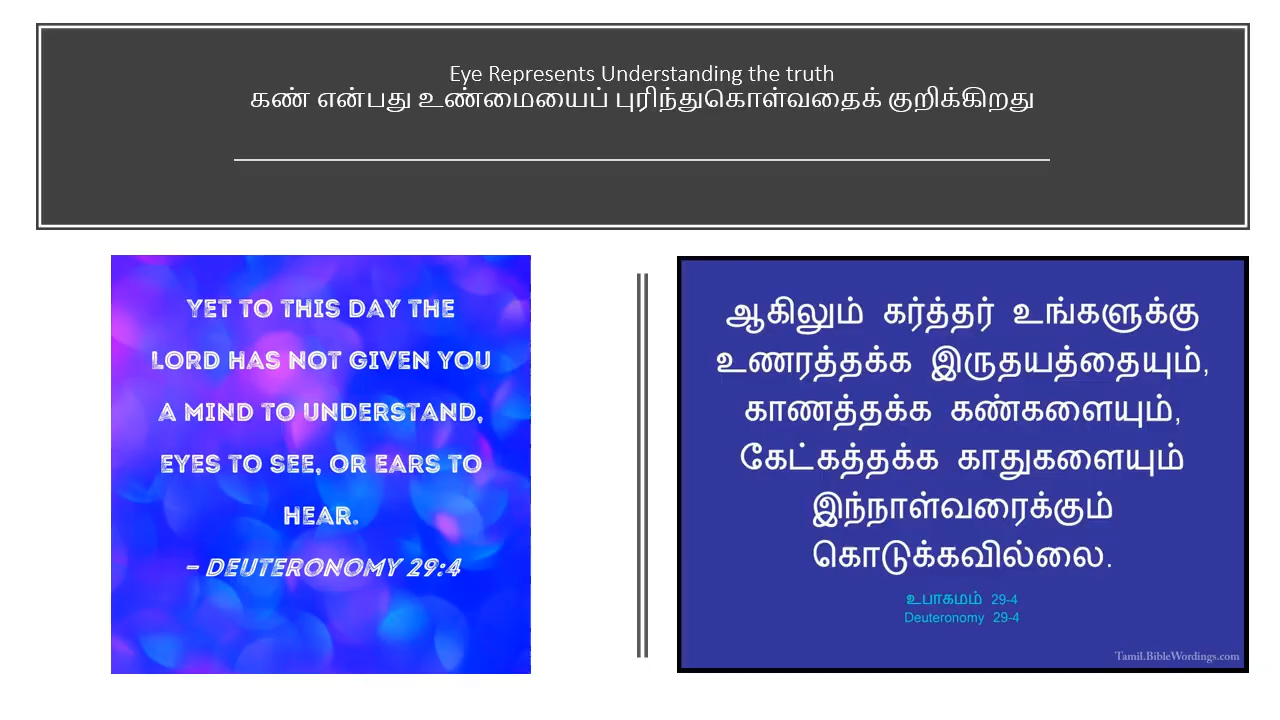 Eye Represents Understanding the truth
கண் என்பது உண்மையைப் புரிந்துகொள்வதைக் குறிக்கிறது
YET TO THIS DAY THE
LORD HAS NOT GIVEN YOU
A MIND TO UNDERSTAND,
EYES TO SEE, OR EARS TO
HEAR.
- DEUTERONOMY 29:4
ஆகிலும் கர்த்தர் உங்களுக்கு
உணரத்தக்க இருதயத்தையும்,
காணத்தக்க கண்களையும்,
கேட்கத்தக்க காதுகளையும்
இந்நாள்வரைக்கும்
கொடுக்கவில்லை.
உபாகமம் 29-4
Deuteronomy 29-4
Tamil.BibleWordings.com